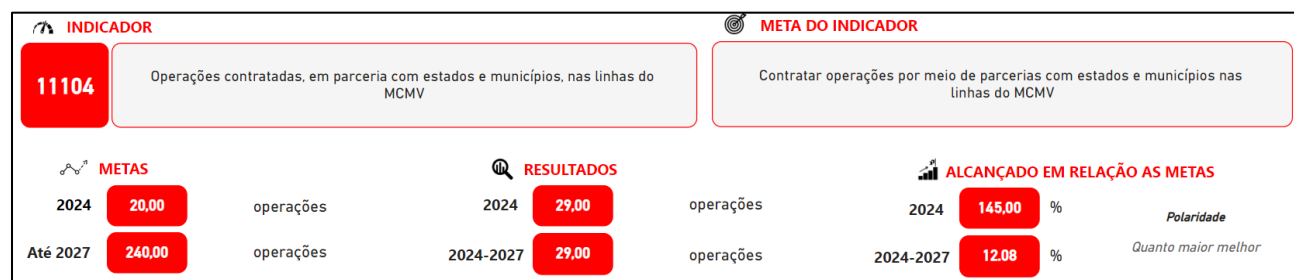 INDICADOR
META DO INDICADOR
11104
Operações contratadas, em parceria com estados e municípios, nas linhas do
MCMV
Contratar operações por meio de parcerias com estados e municípios nas
linhas do MCMV
METAS
RESULTADOS
ALCANÇADO EM RELAÇÃO AS METAS
2024 20,00 operações
2024 29,00 operações
2024 145,00 %
Polaridade
Até 2027 240,00 operações
2024-2027 29,00 operações
2024-2027 12.08 %
Quanto maior melhor